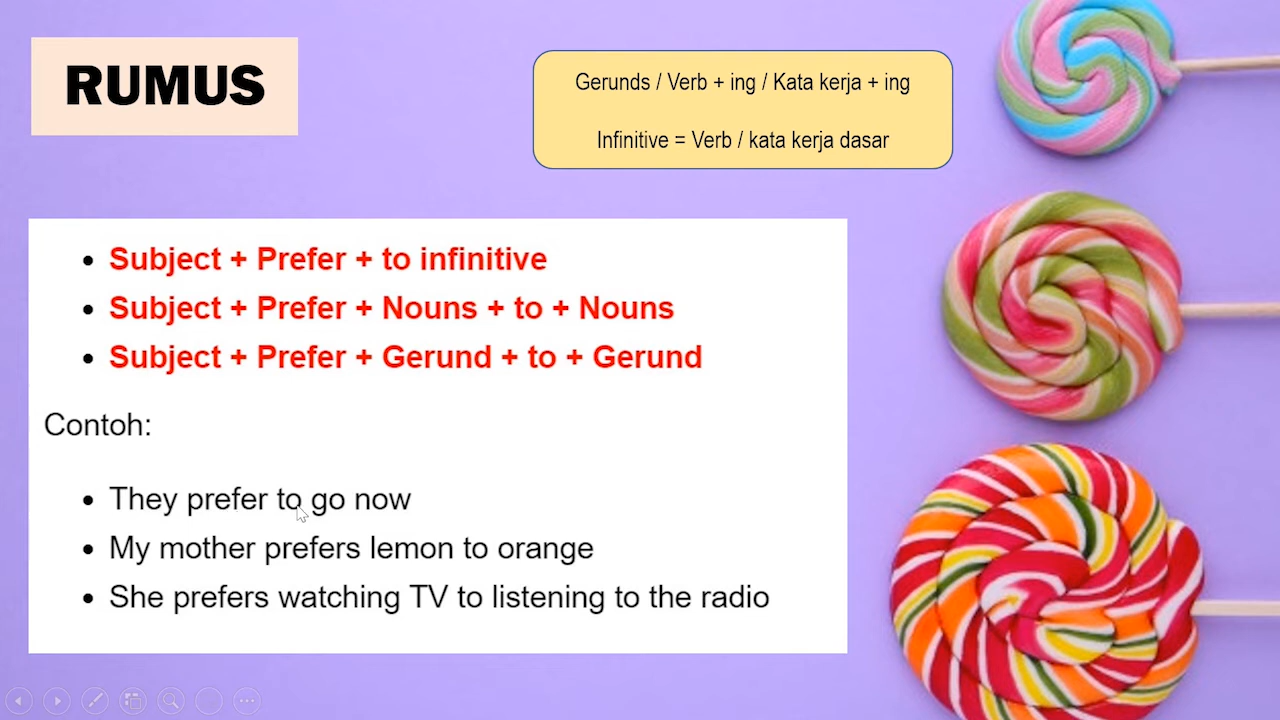 RUMUS
Gerunds / Verb + ing / Kata kerja + ing
Infinitive = Verb / kata kerja dasar
• Subject + Prefer + to infinitive
• Subject + Prefer + Nouns + to + Nouns
• Subject + Prefer + Gerund + to + Gerund
Contoh:
• They prefer to go now
• My mother prefers lemon to orange
• She prefers watching TV to listening to the radio